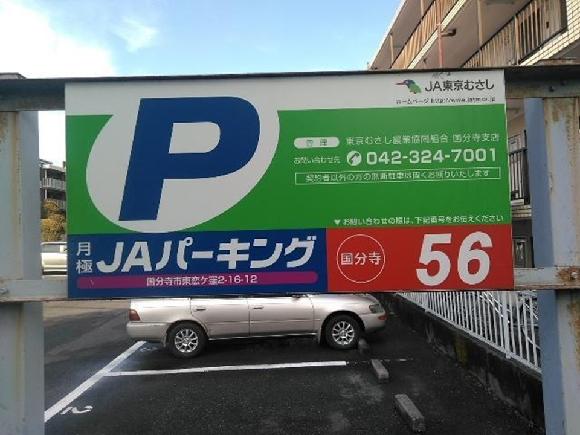 JA東京むさし
ホームページ http://www.jatm.or.jp
P
管理 東京むさし農業協同組合 国分寺支店
お問い合わせ先 042-324-7001
契約者以外の方の無断駐車は固くお断りいたします
▼お問い合わせの際は、下記番号をお伝えください
月極 JAパーキング
国分寺市東恋ケ窪2-16-12
国分寺 56
2